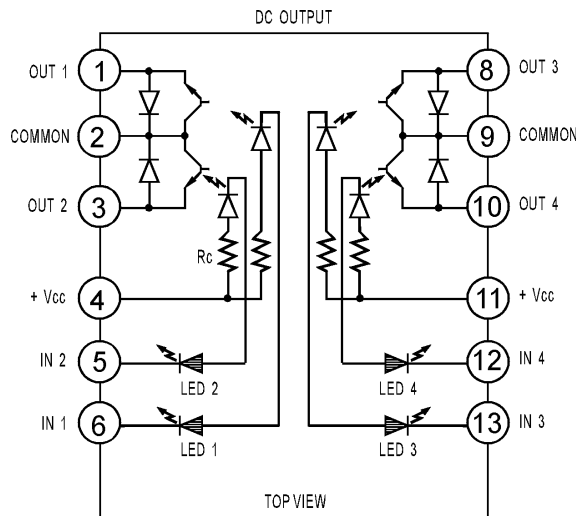 DC OUTPUT
OUT 1 1 8 OUT 3
COMMON 2 9 COMMON
OUT 2 3 10 OUT 4
Rc
+ Vcc 4 11 + Vcc
IN 2 5 12 IN 4
LED 2 LED 4
IN 1 6 13 IN 3
LED 1 LED 3
TOP VIEW